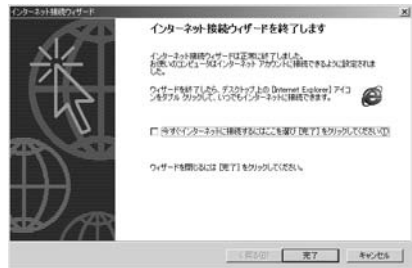 インターネット接続ウィザード
インターネット接続ウィザードを終了します
インターネット接続ウィザードは正常に終了しました。
お使いのコンピュータはインターネット アカウントに接続できるように設定されま
した。
ウィザードを終了したら、デスクトップ上の [Internet Explorer] アイコ
ンをダブル クリックして、いつでもインターネットに接続できます。
今すぐインターネットに接続するにはここを選び [完了] をクリックしてください(T)
ウィザードを閉じるには [完了] をクリックしてください。
< 戻る(B)
完了
キャンセル